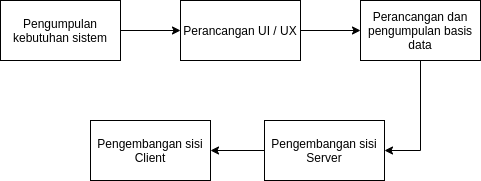 Pengumpulan
kebutuhan sistem
Perancangan UI / UX
Perancangan dan
pengumpulan basis
data
Pengembangan sisi
Server
Pengembangan sisi
Client